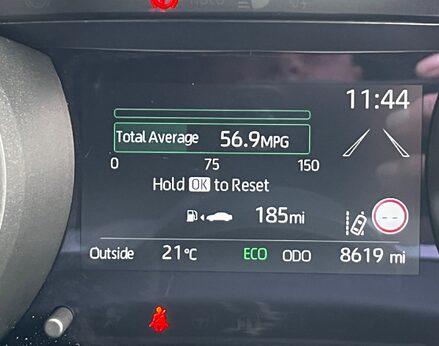 11:44
Total Average 56.9MPG
0 75 150
Hold OK to Reset
185mi
--
Outside 21°C ECO ODO 8619 mi